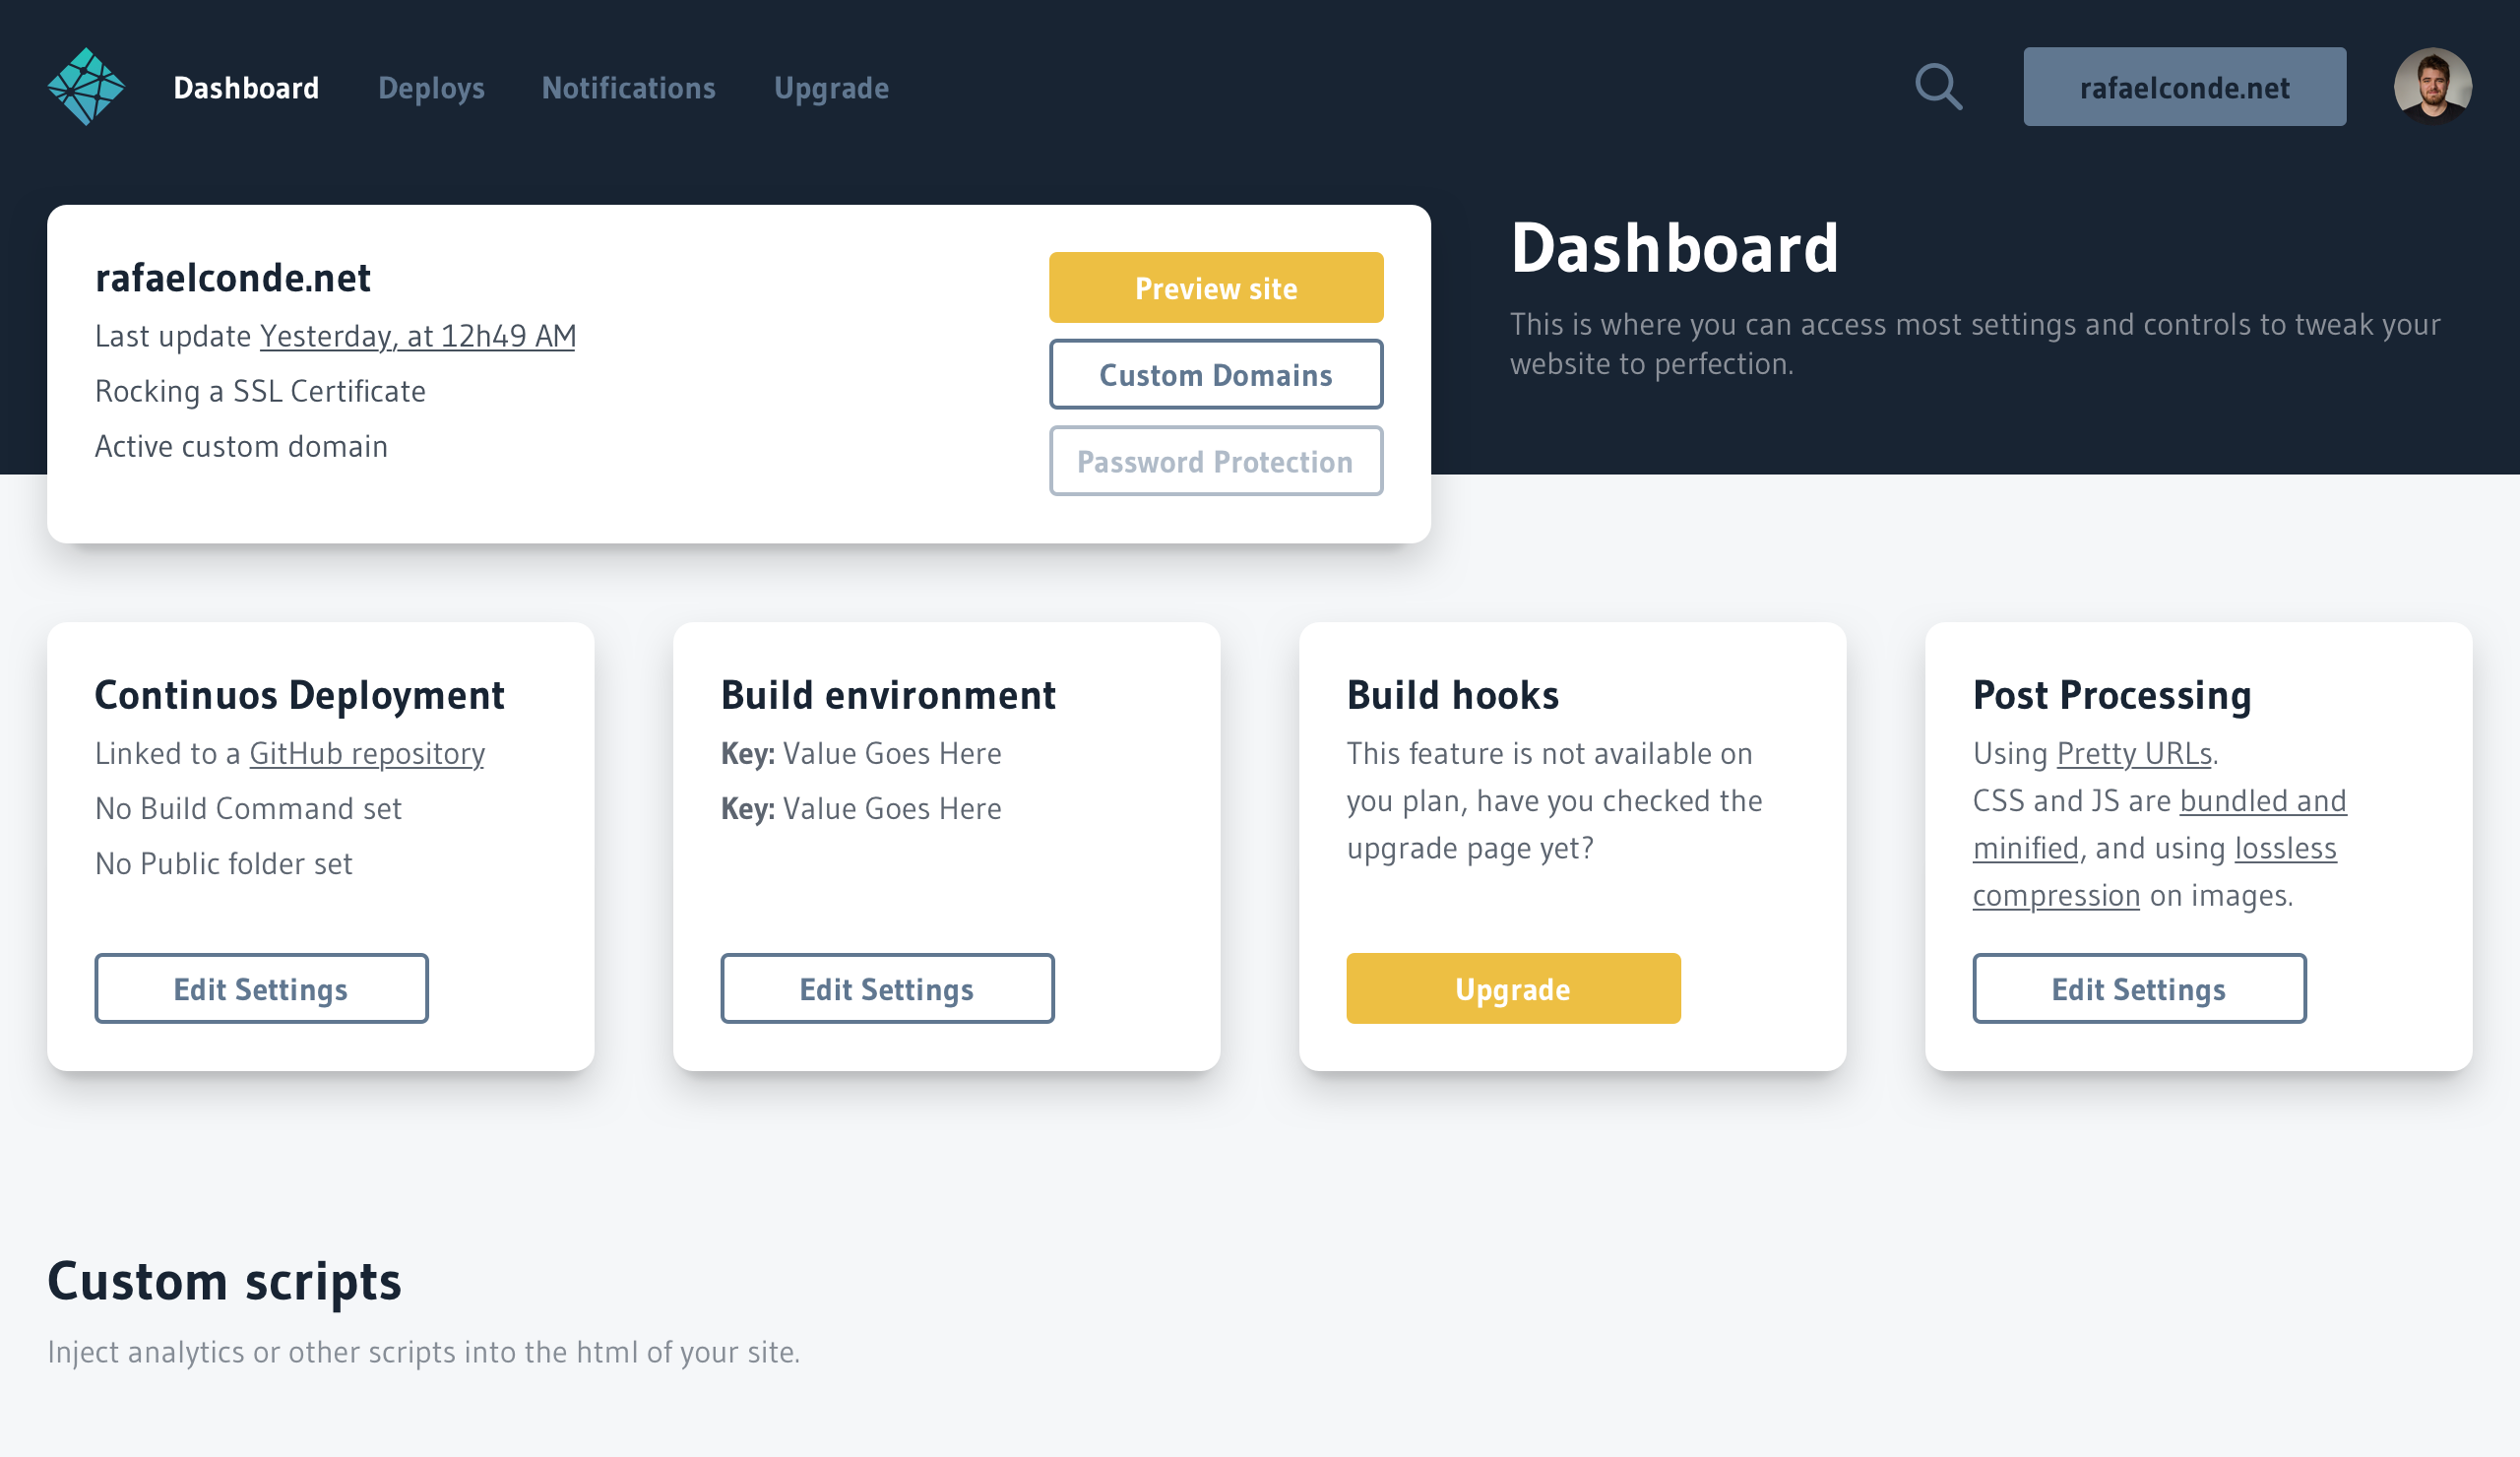 Dashboard
Deploys
Notifications
Upgrade
rafaelconde.net
rafaelconde.net
Last update Yesterday, at 12h49 AM
Rocking a SSL Certificate
Active custom domain
Preview site
Custom Domains
Password Protection
Dashboard
This is where you can access most settings and controls to tweak your
website to perfection.
Continuos Deployment
Linked to a GitHub repository
No Build Command set
No Public folder set
Edit Settings
Build environment
Key: Value Goes Here
Key: Value Goes Here
Edit Settings
Build hooks
This feature is not available on
you plan, have you checked the
upgrade page yet?
Upgrade
Post Processing
Using Pretty URLs.
CSS and JS are bundled and
minified, and using lossless
compression on images.
Edit Settings
Custom scripts
Inject analytics or other scripts into the html of your site.